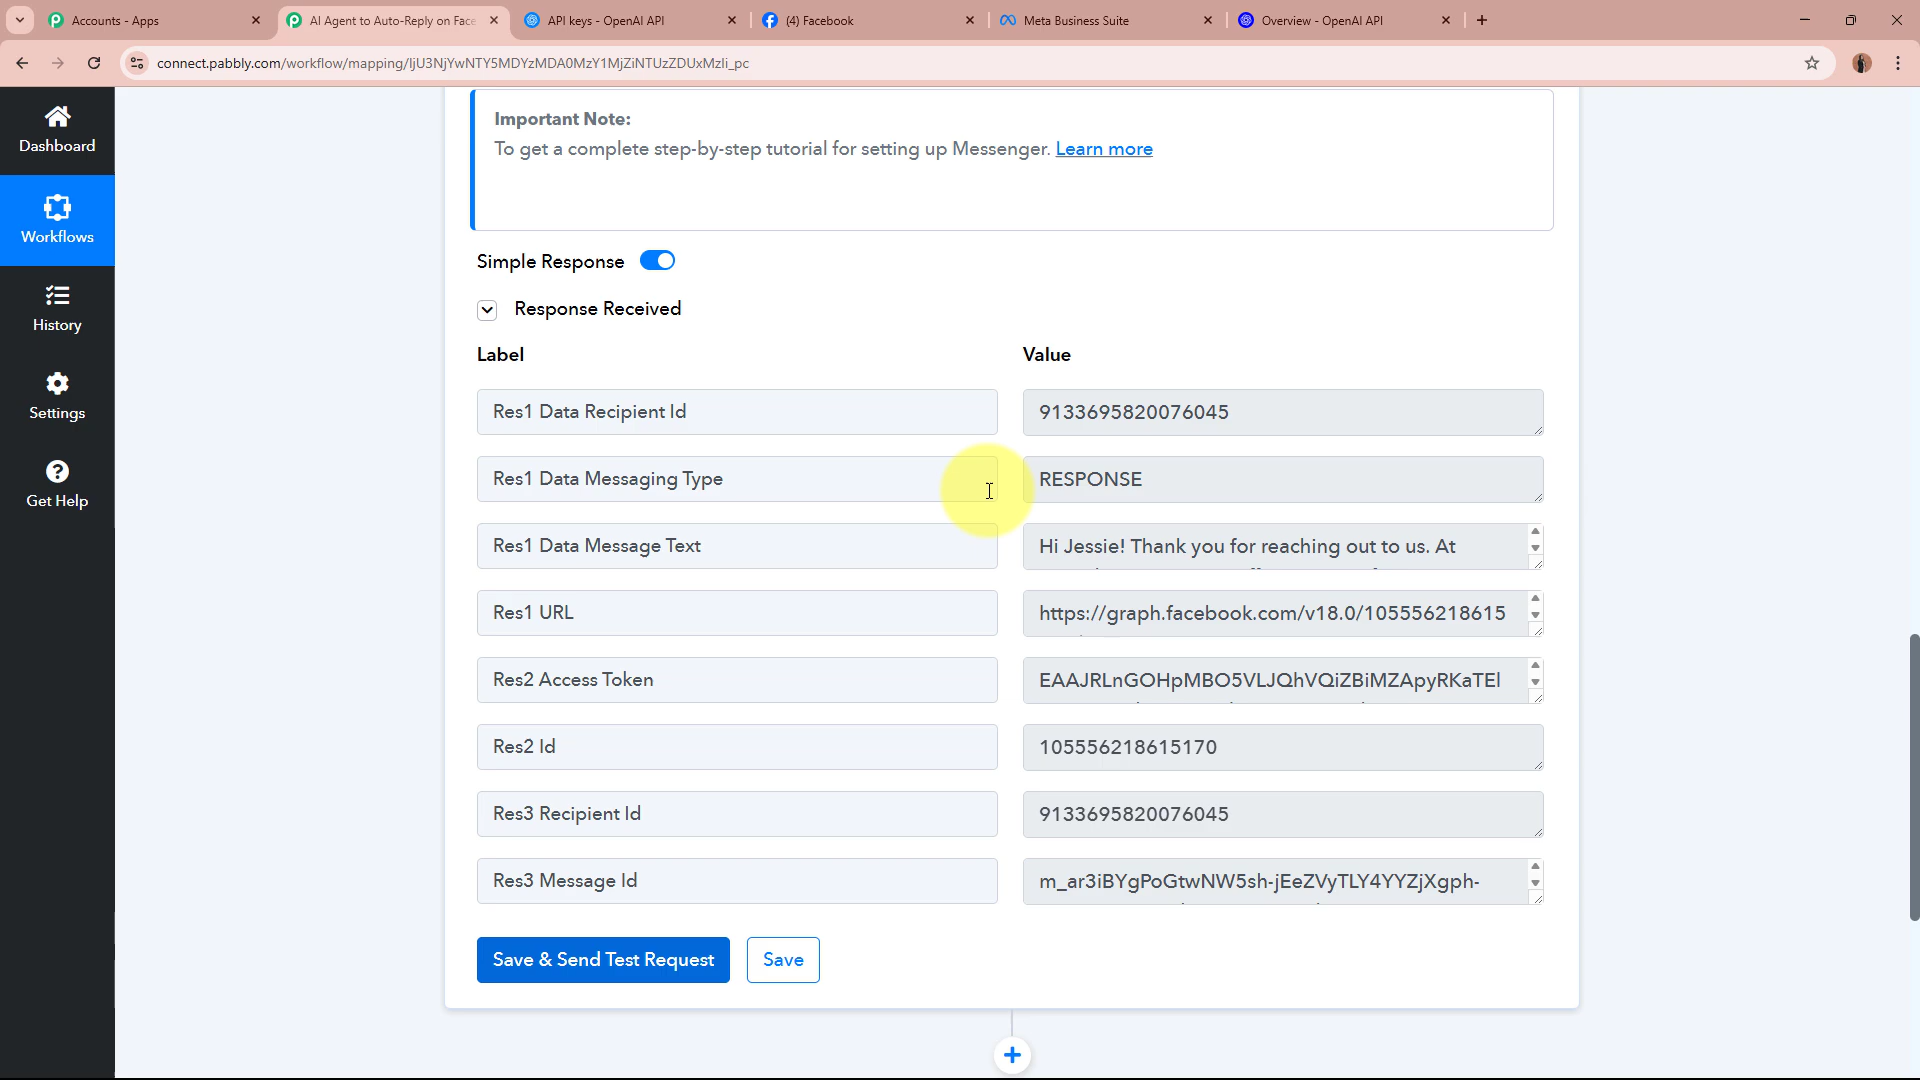 Accounts - Apps
AI Agent to Auto-Reply on Face
API keys - OpenAI API
(4) Facebook
Meta Business Suite
Overview - OpenAI API
connect.pabbly.com/workflow/mapping/IjU3NjYwNTY5MDYzMDA0MzY1MjZiNTUzZDUxMzIi_pc
Dashboard
Workflows
History
Settings
Get Help
Important Note:
To get a complete step-by-step tutorial for setting up Messenger. Learn more
Simple Response
Response Received
Label
Value
Res1 Data Recipient Id
9133695820076045
Res1 Data Messaging Type
RESPONSE
Res1 Data Message Text
Hi Jessie! Thank you for reaching out to us. At
Res1 URL
https://graph.facebook.com/v18.0/105556218615
Res2 Access Token
EAAJRLnGOHpMBO5VLJQhVQiZBiMZApyRKaTEl
Res2 Id
105556218615170
Res3 Recipient Id
9133695820076045
Res3 Message Id
m_ar3iBYgPoGtwNW5sh-jEeZVyTLY4YYZjXgph-
Save & Send Test Request
Save